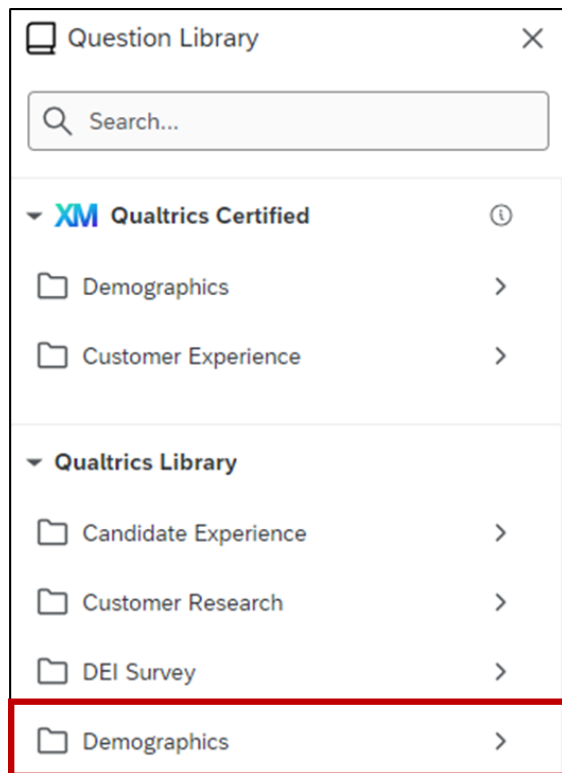 Question Library
Search...
XM Qualtrics Certified
Demographics
Customer Experience
Qualtrics Library
Candidate Experience
Customer Research
DEI Survey
Demographics